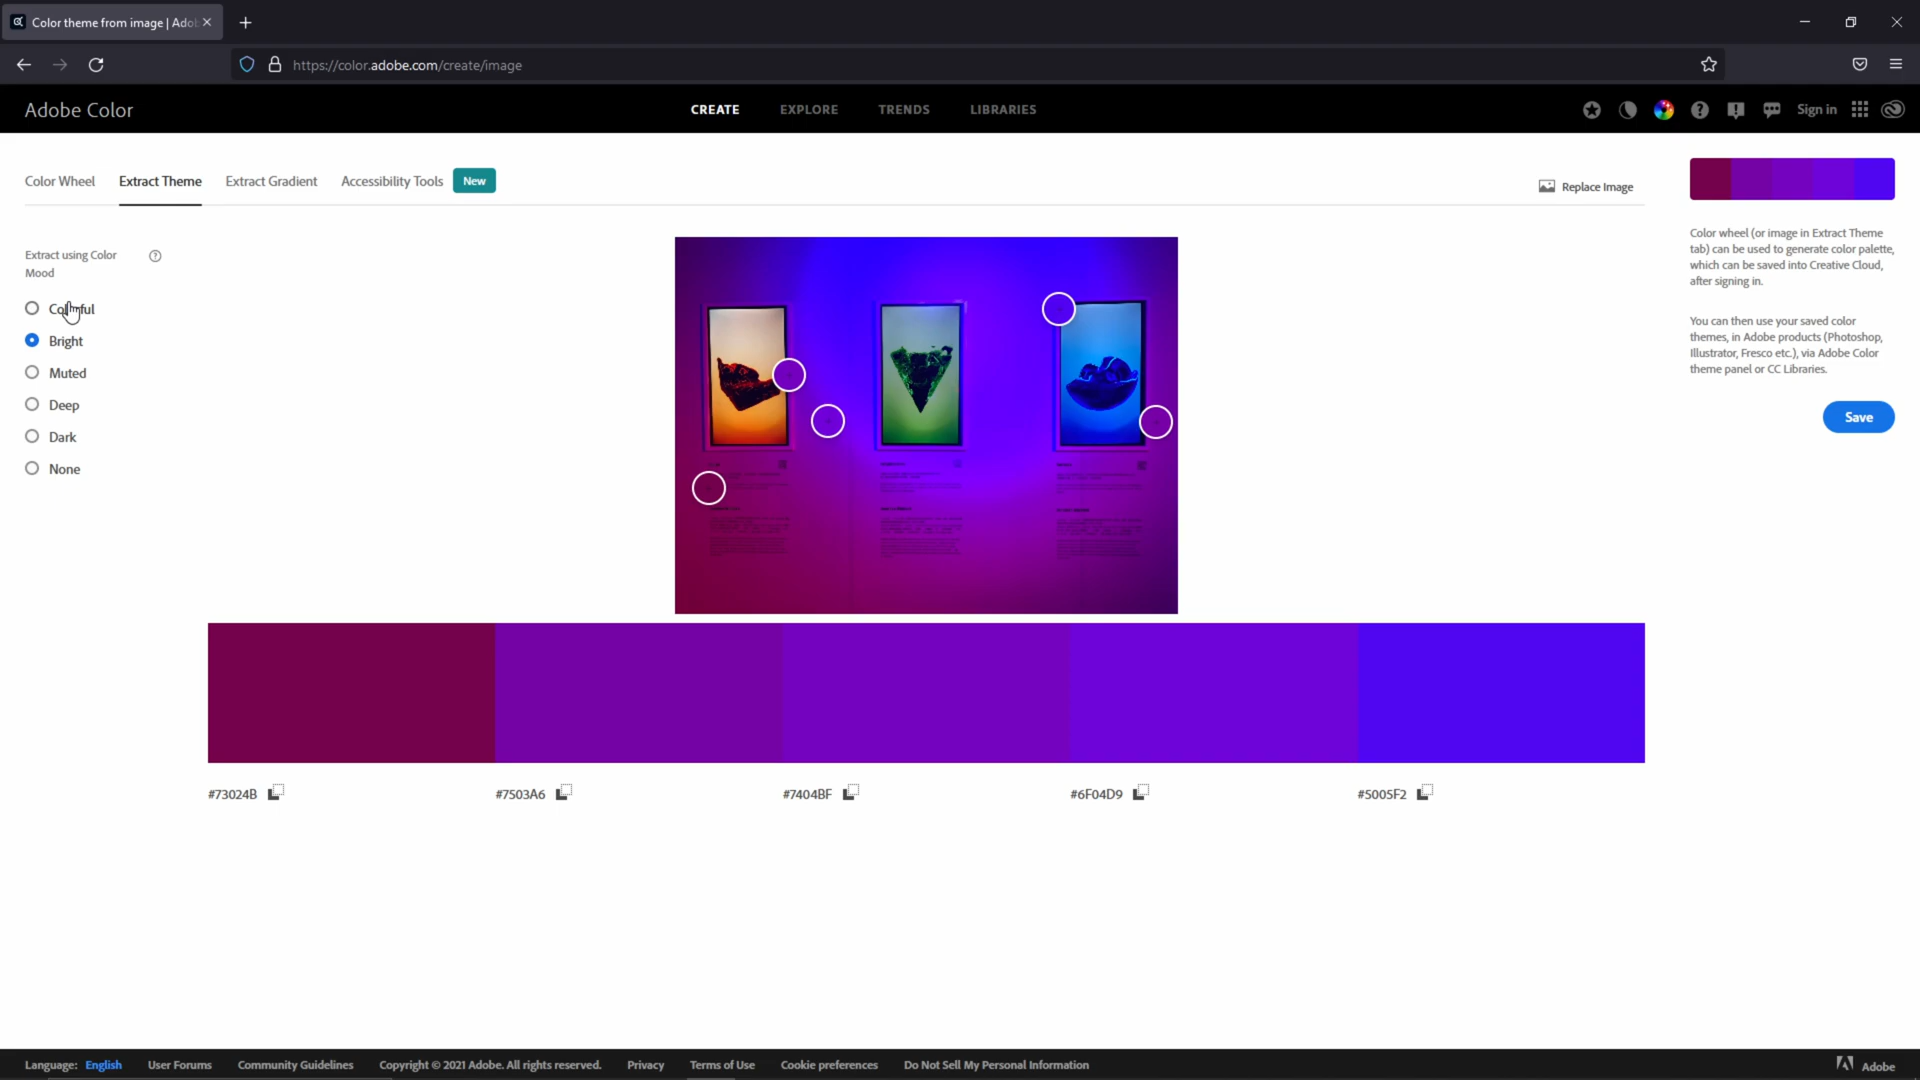 Color theme from image | Ado
https://color.adobe.com/create/image
Adobe Color
CREATE
EXPLORE
TRENDS
LIBRARIES
Sign in
Color Wheel
Extract Theme
Extract Gradient
Accessibility Tools
New
Replace Image
Extract using Color
Mood
Colorful
Bright
Muted
Deep
Dark
None
Color wheel (or image in Extract Theme
tab) can be used to generate color palette,
which can be saved into Creative Cloud,
after signing in.
You can then use your saved color
themes, in Adobe products (Photoshop,
Illustrator, Fresco etc.), via Adobe Color
theme panel or CC Libraries.
Save
#73024B
#7503A6
#7404BF
#6F04D9
#5005F2
Language: English
User Forums
Community Guidelines
Copyright © 2021 Adobe. All rights reserved.
Privacy
Terms of Use
Cookie preferences
Do Not Sell My Personal Information
Adobe